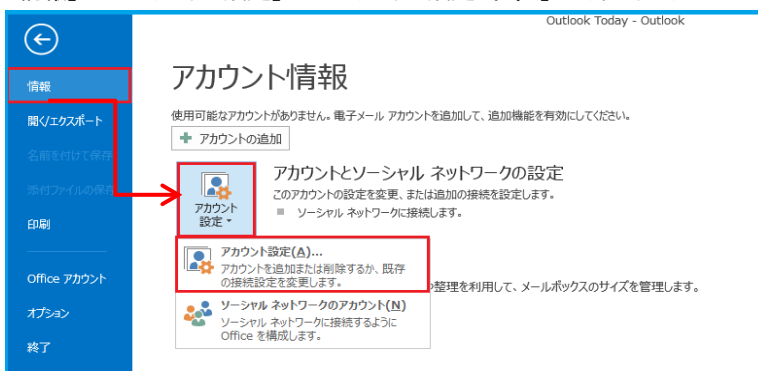 Outlook Today - Outlook
アカウント情報
情報
開く/エクスポート
名前を付けて保存
添付ファイルの保存
印刷
Office アカウント
オプション
終了
使用可能なアカウントがありません。電子メール アカウントを追加して、追加機能を有効にしてください。
アカウントの追加
アカウント
設定
アカウントとソーシャル ネットワークの設定
このアカウントの設定を変更、または追加の接続を設定します。
ソーシャル ネットワークに接続します。
アカウント設定(A)...
アカウントを追加または削除するか、既存
の接続設定を変更します。
整理を利用して、メールボックスのサイズを管理します。
ソーシャル ネットワークのアカウント(N)
ソーシャル ネットワークに接続するように
Office を構成します。